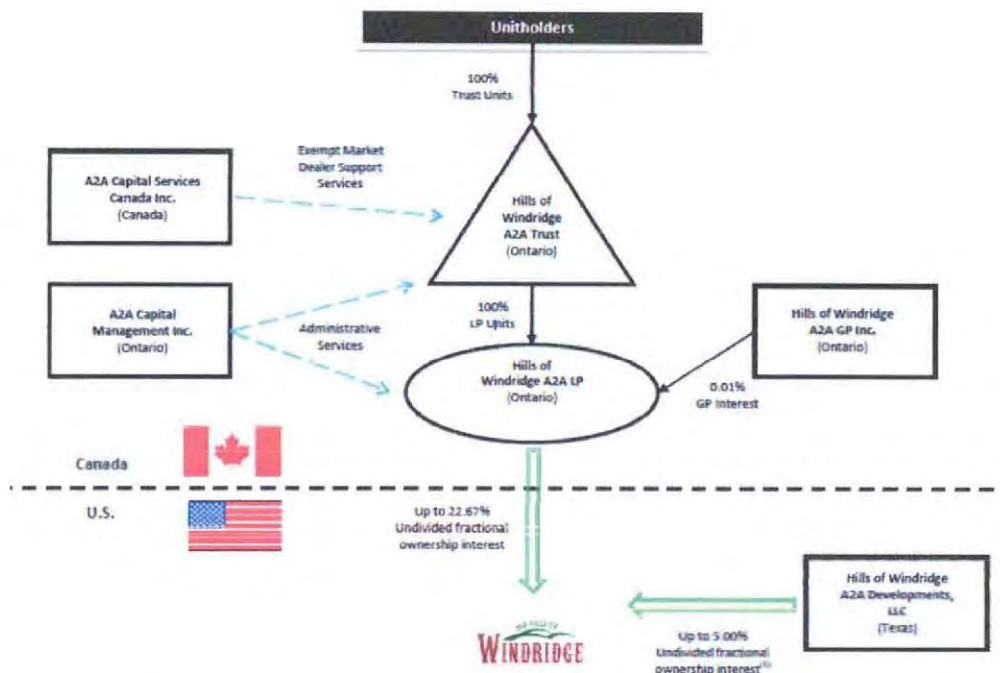 Unitholders
100%
Trust Units
Exempt Market
Dealer Support
Services
A2A Capital Services
Canada Inc.
(Canada)
Hills of
Windridge
A2A Trust
(Ontario)
A2A Capital
Management Inc.
(Ontario)
Administrative
Services
100%
LP Units
Hills of Windridge
A2A GP Inc.
(Ontario)
Hills of
Windridge A2A LP
(Ontario)
0.01%
GP Interest
Canada
U.S.
Up to 22.67%
Undivided fractional
ownership interest
Hills of Windridge
A2A Developments,
LLC
(Texas)
WINDRIDGE
Up to 5.00%
Undivided fractional
ownership interest